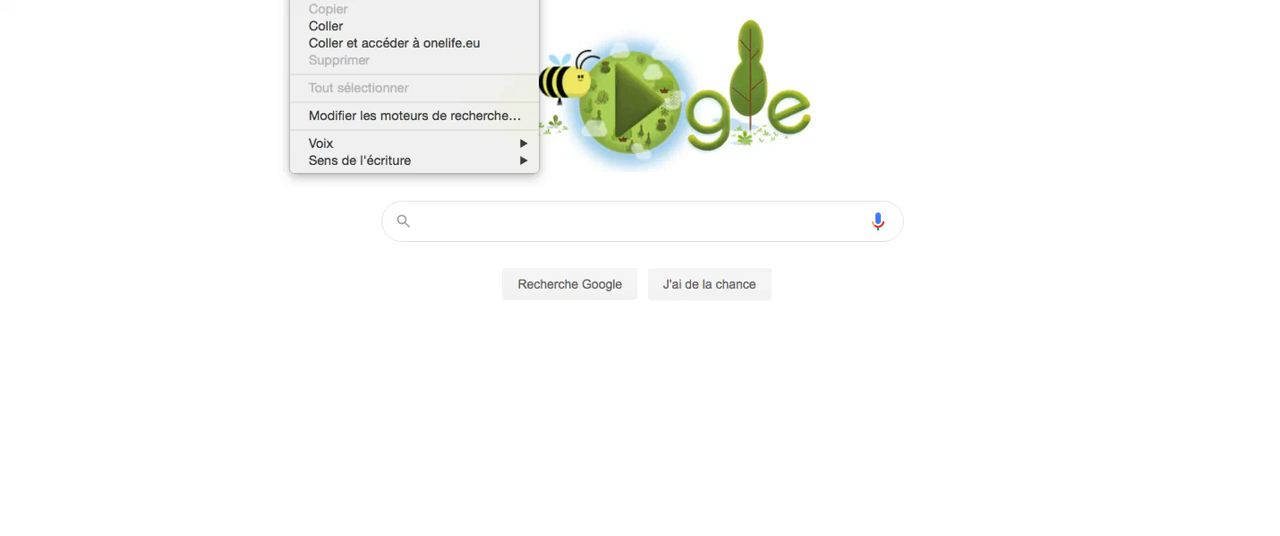 Copier
Coller
Coller et accéder à onelife.eu
Supprimer
Tout sélectionner
Modifier les moteurs de recherche...
Voix
Sens de l'écriture
gle
Recherche Google
J'ai de la chance